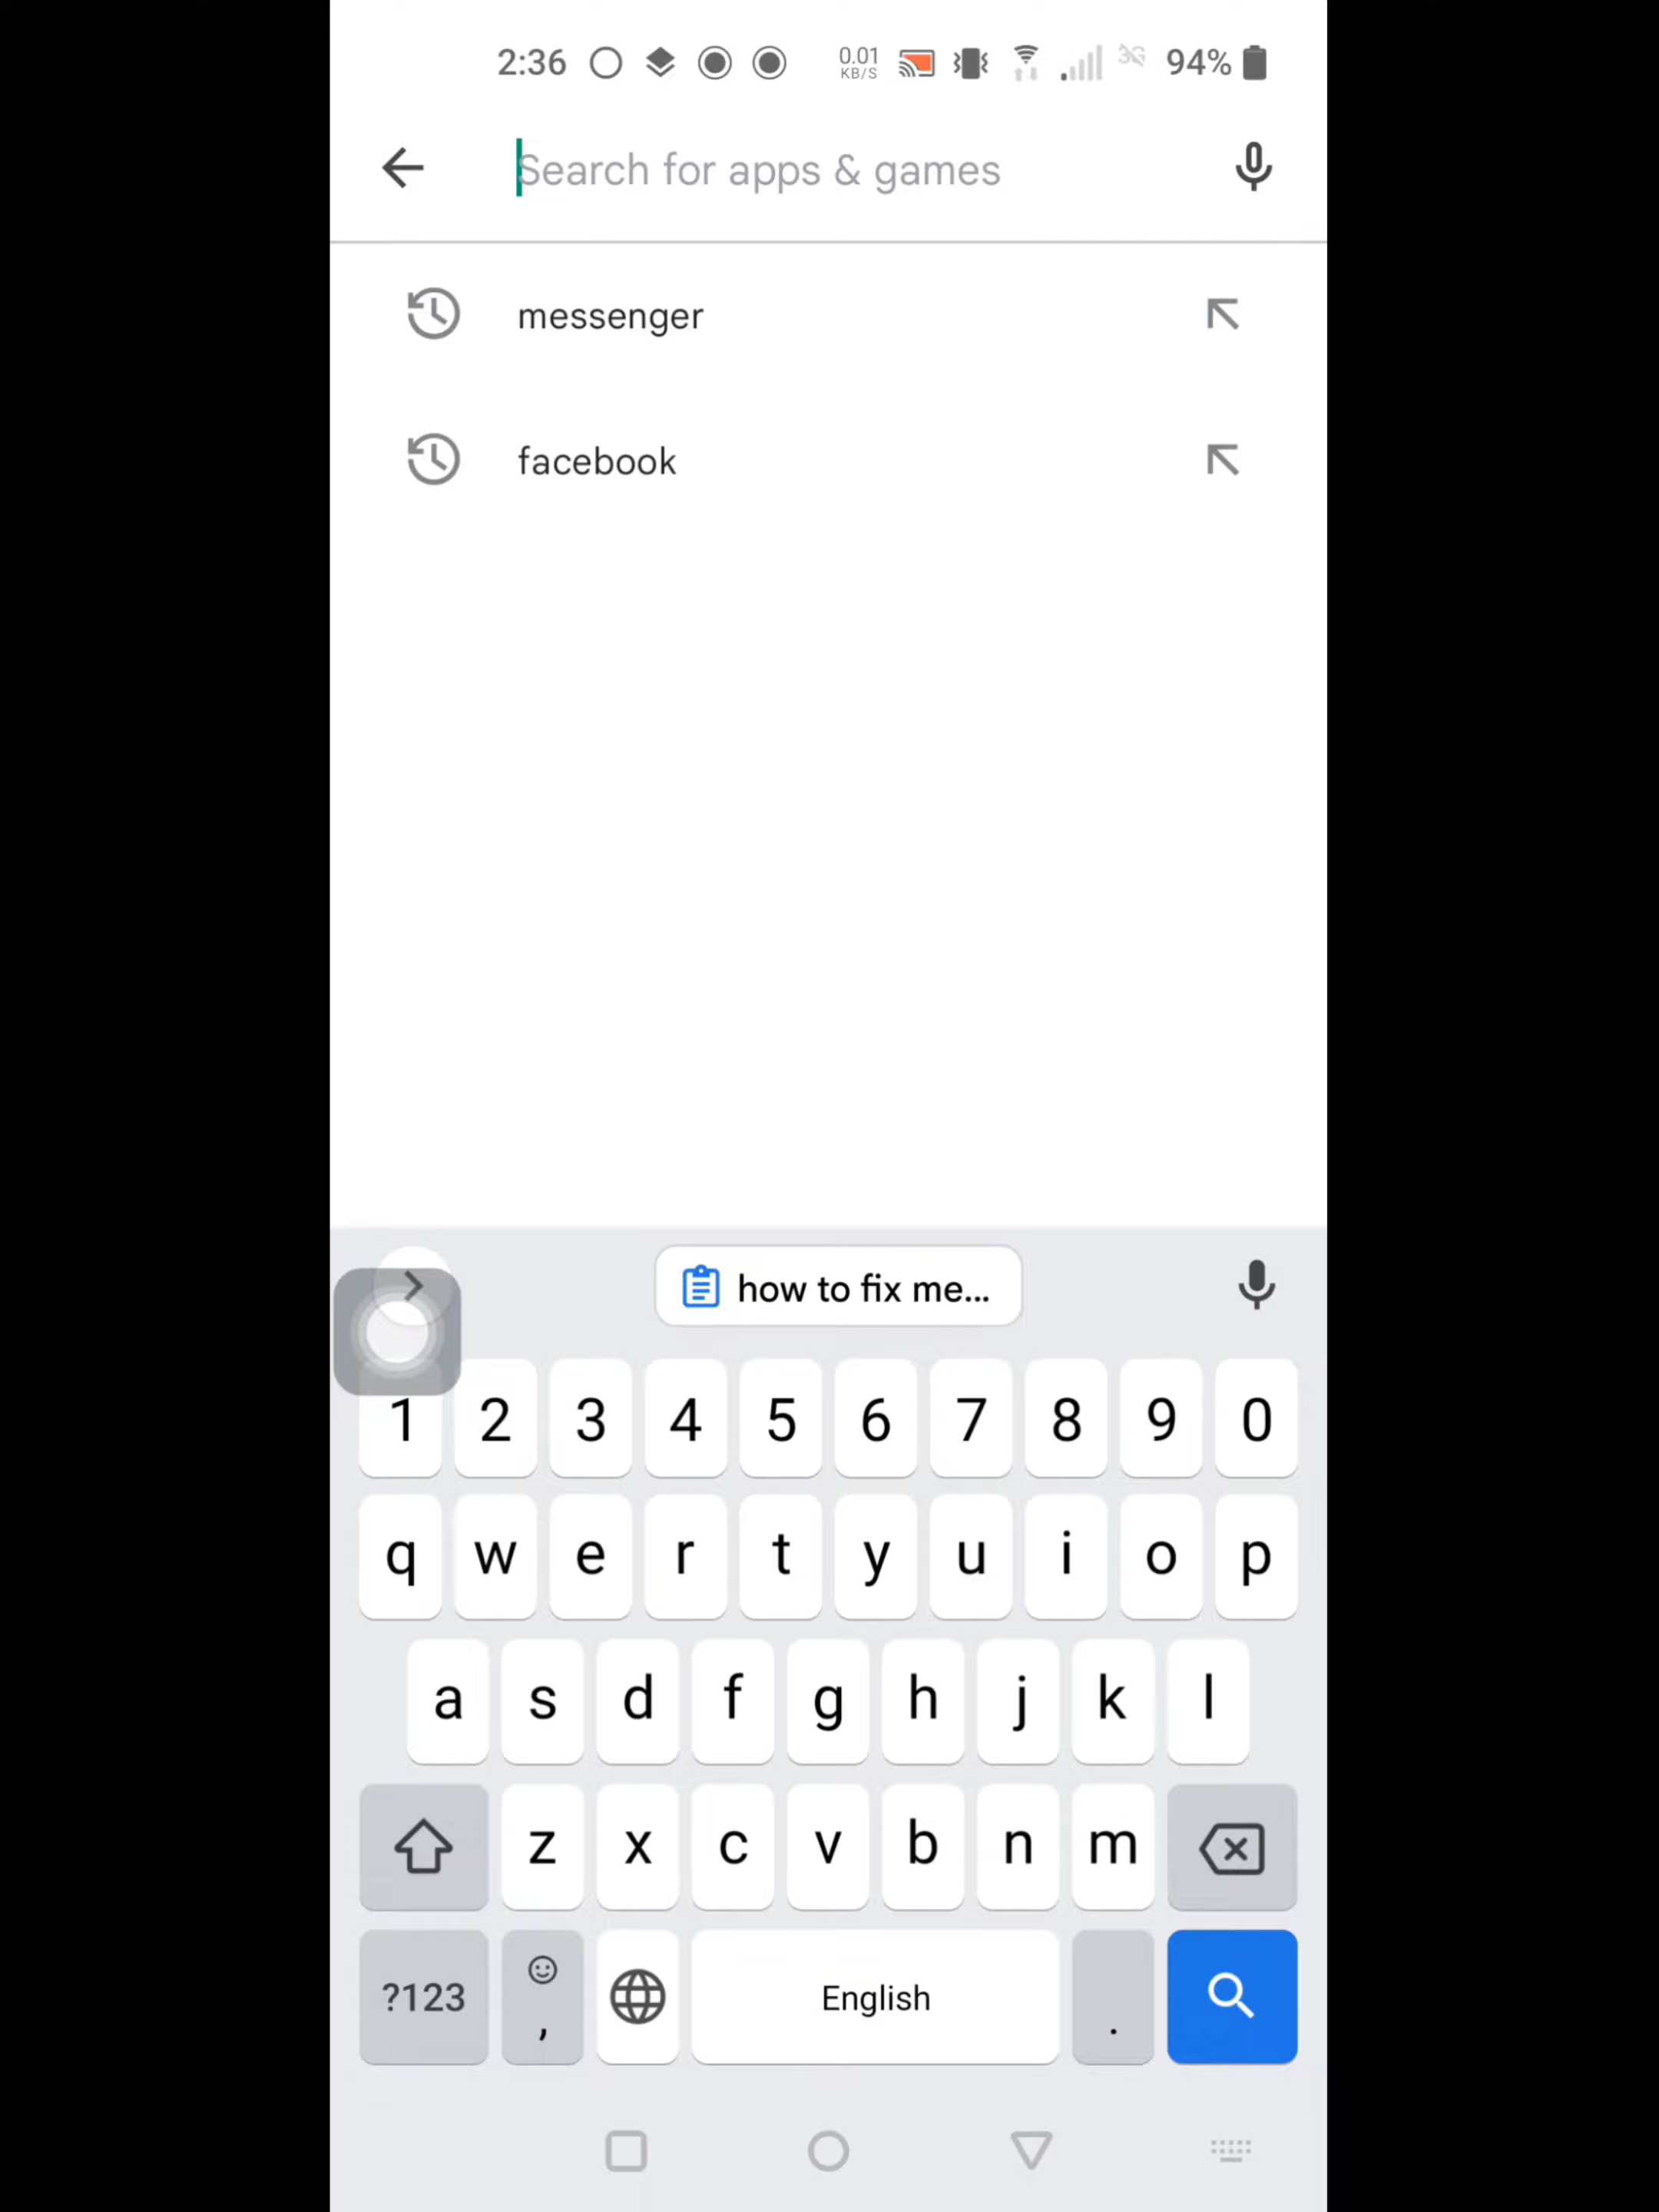 2:36 0.01 KB/S 3G 94%
Search for apps & games
messenger
facebook
how to fix me...
1 2 3 4 5 6 7 8 9 0
q w e r t y u i o p
a s d f g h j k l
z x c v b n m
?123 , English .